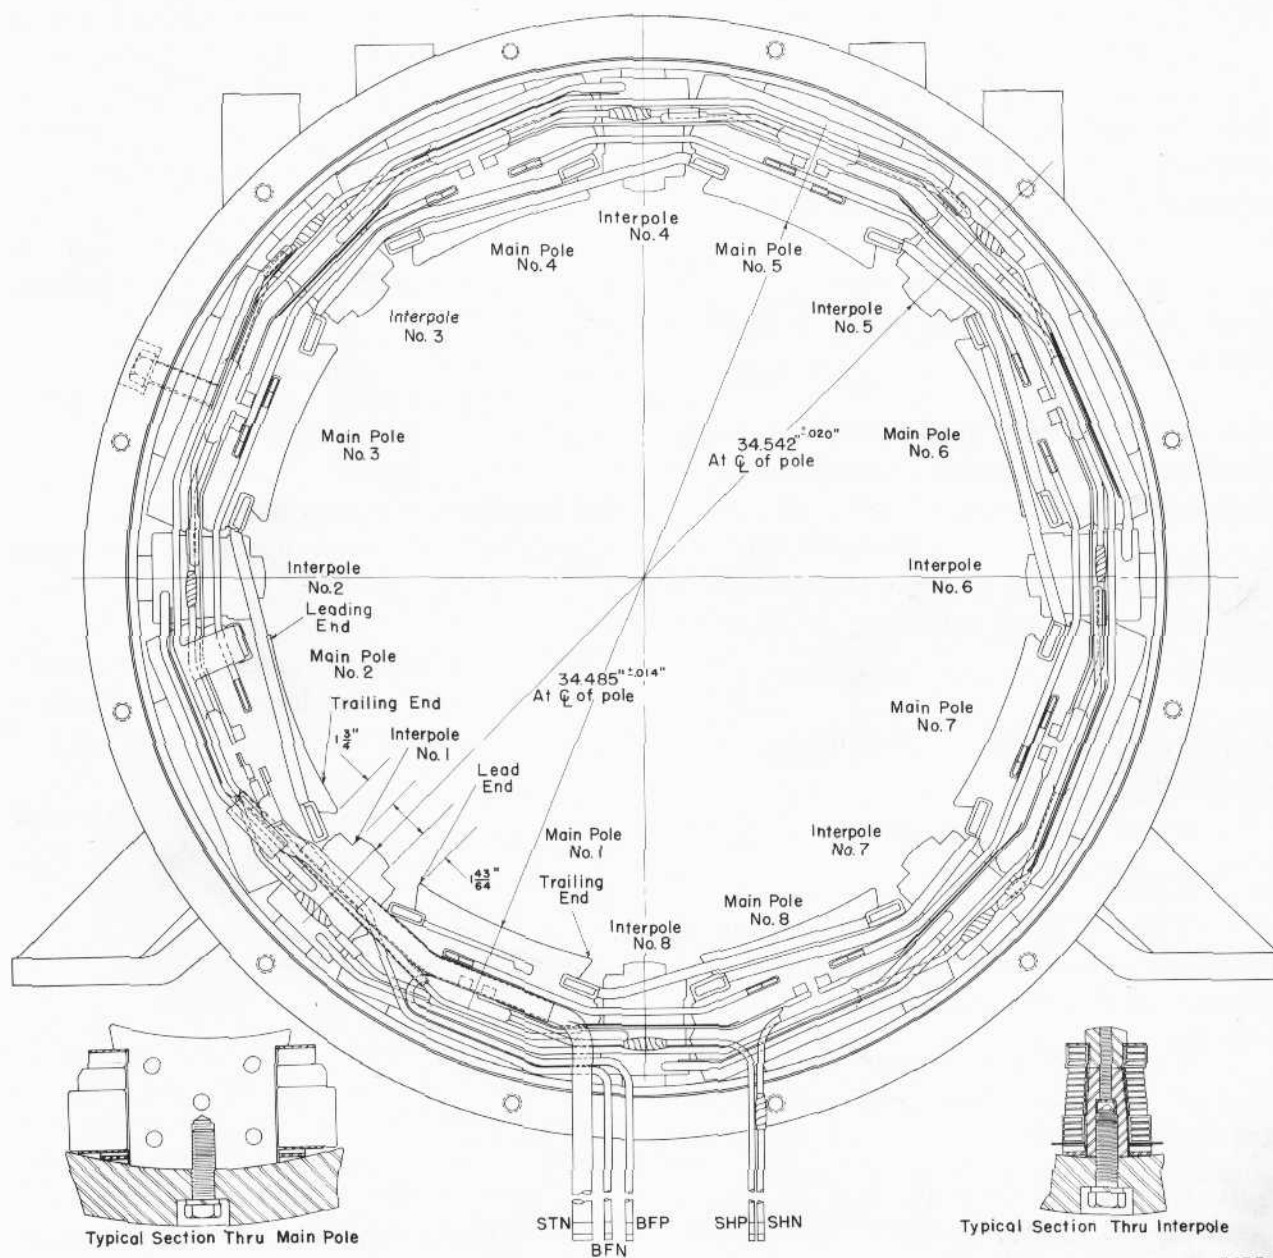 Interpole
No. 4
Main Pole
No. 4
Main Pole
No. 5
Interpole
No. 3
Interpole
No. 5
Main Pole
No. 3
34.542" ±.020"
At ℄ of pole
Main Pole
No. 6
Interpole
No. 2
Interpole
No. 6
Leading
End
Main Pole
No. 2
34.485" ±.014"
At ℄ of pole
Trailing End
1 3/4"
Interpole
No. 1
Main Pole
No. 7
Lead
End
Main Pole
No. 1
Interpole
No. 7
1 43/64"
Trailing
End
Main Pole
No. 8
Interpole
No. 8
STN
BFN
BFP
SHP
SHN
Typical Section Thru Main Pole
Typical Section Thru Interpole